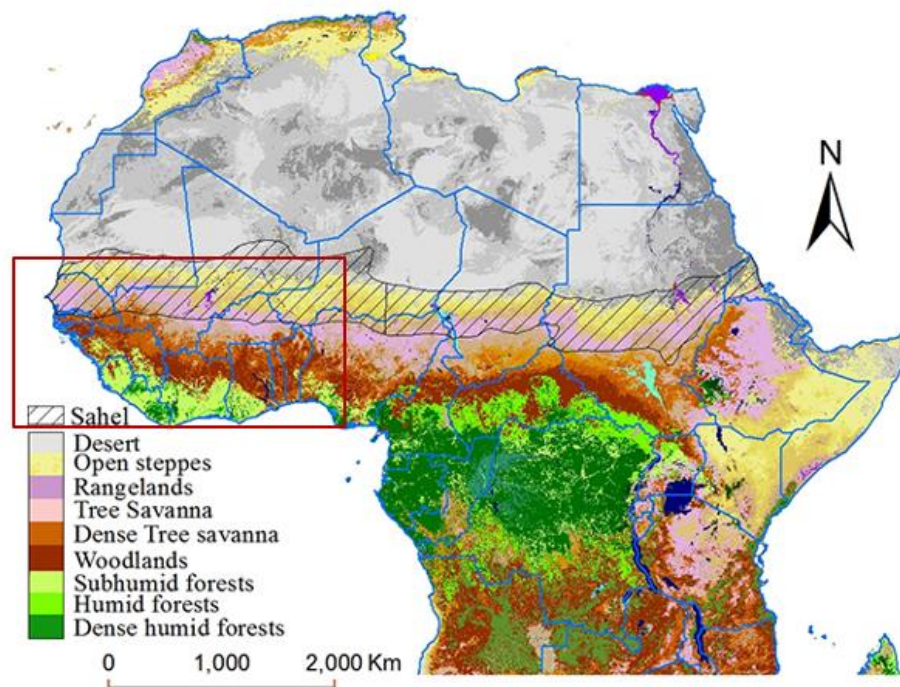 N
Sahel
Desert
Open steppes
Rangelands
Tree Savanna
Dense Tree savanna
Woodlands
Subhumid forests
Humid forests
Dense humid forests
0 1,000 2,000 Km